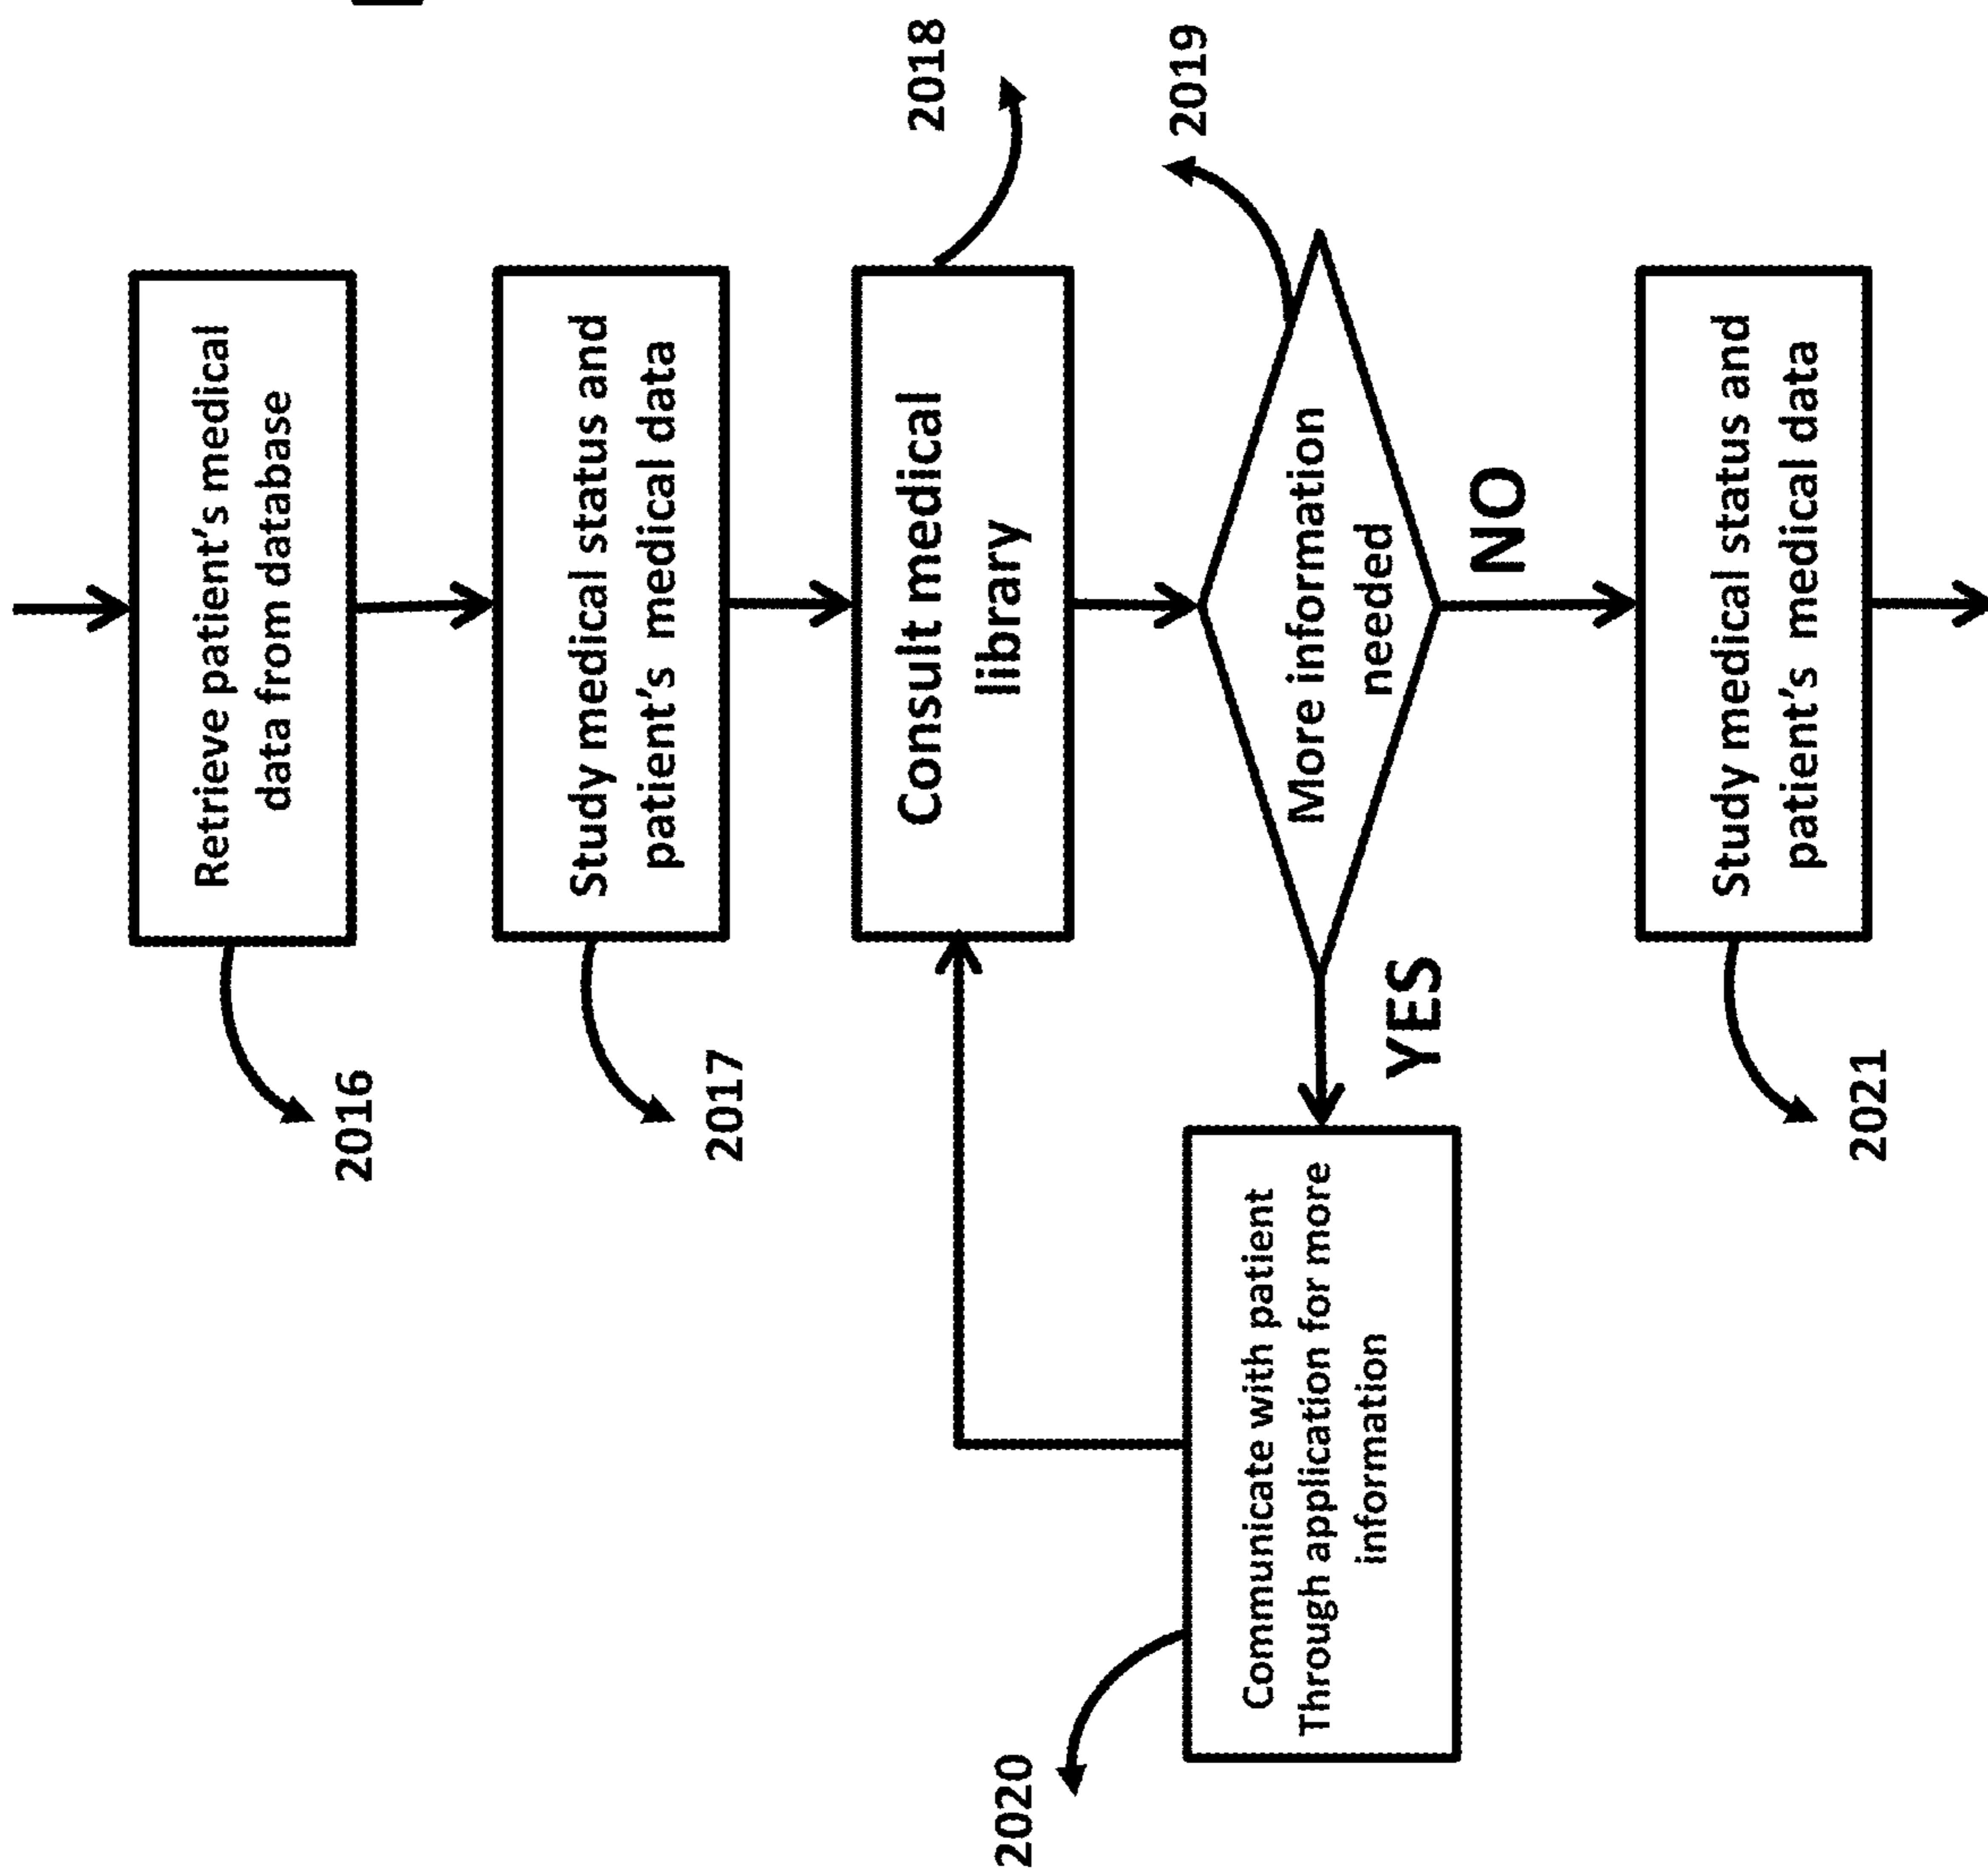 Retrieve patient's medical
data from database
2016
Study medical status and
patient's medical data
2017
Consult medical
library
2018
More information
needed
2019
YES
NO
Communicate with patient
Through application for more
information
2020
Study medical status and
patient's medical data
2021